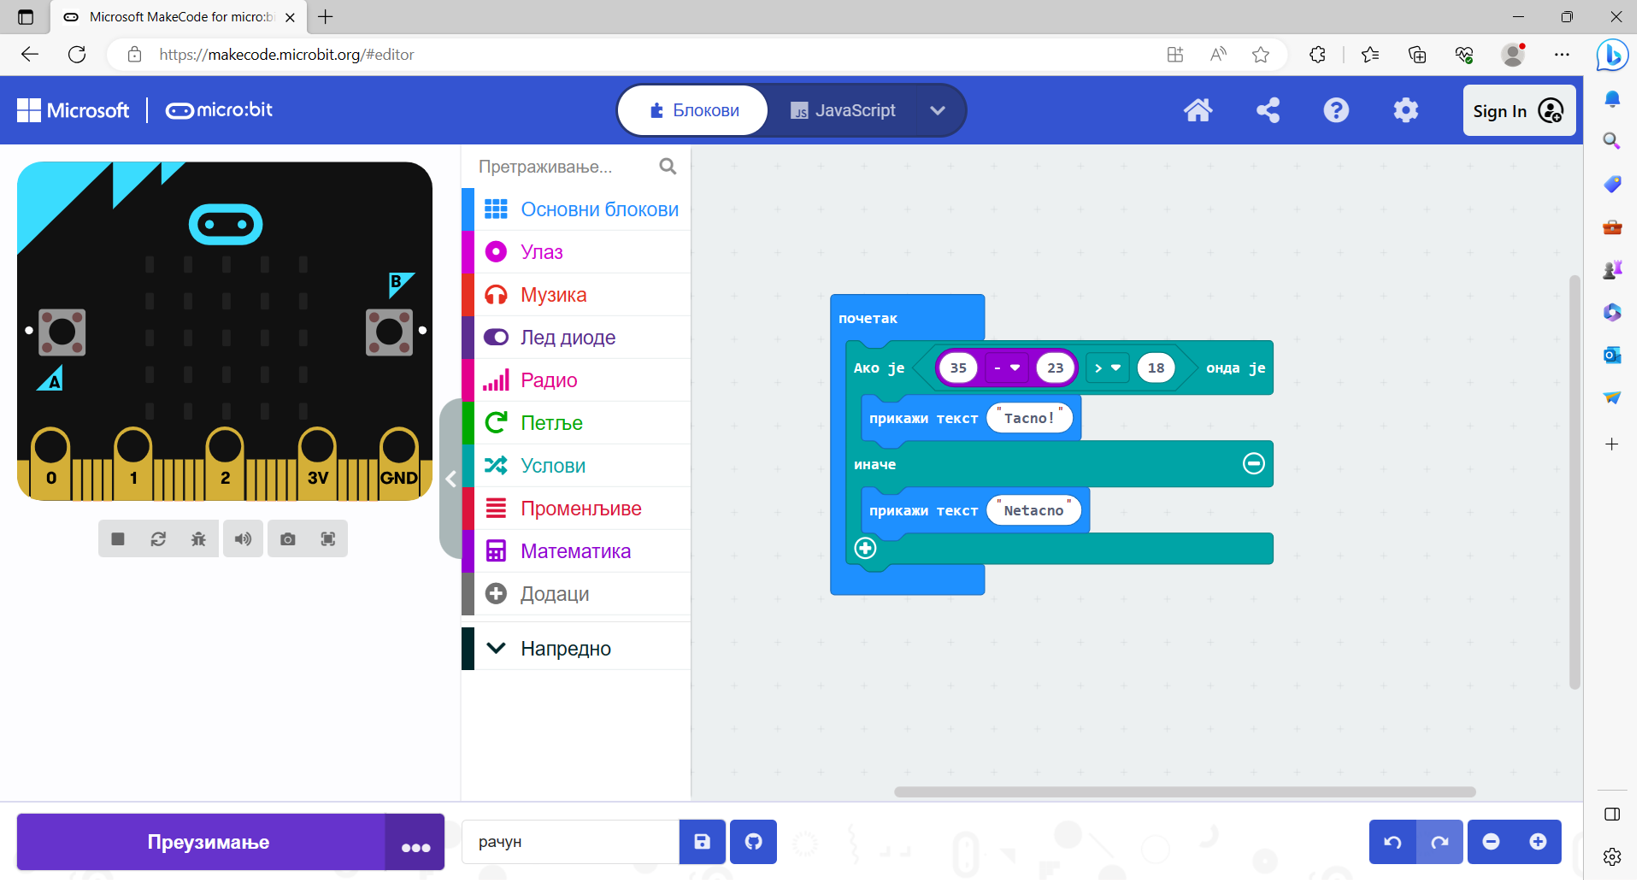 Microsoft MakeCode for micro:bi
https://makecode.microbit.org/#editor
Microsoft
micro:bit
Блокови
JavaScript
Sign In
Претраживање...
Основни блокови
Улаз
Музика
Лед диоде
Радио
Петље
Услови
Променљиве
Математика
Додаци
Напредно
B
A
0 1 2 3V GND
почетак
Ако је 35 - 23 > 18 онда је
прикажи текст "Tacno!"
иначе
прикажи текст "Netacno"
Преузимање
рачун